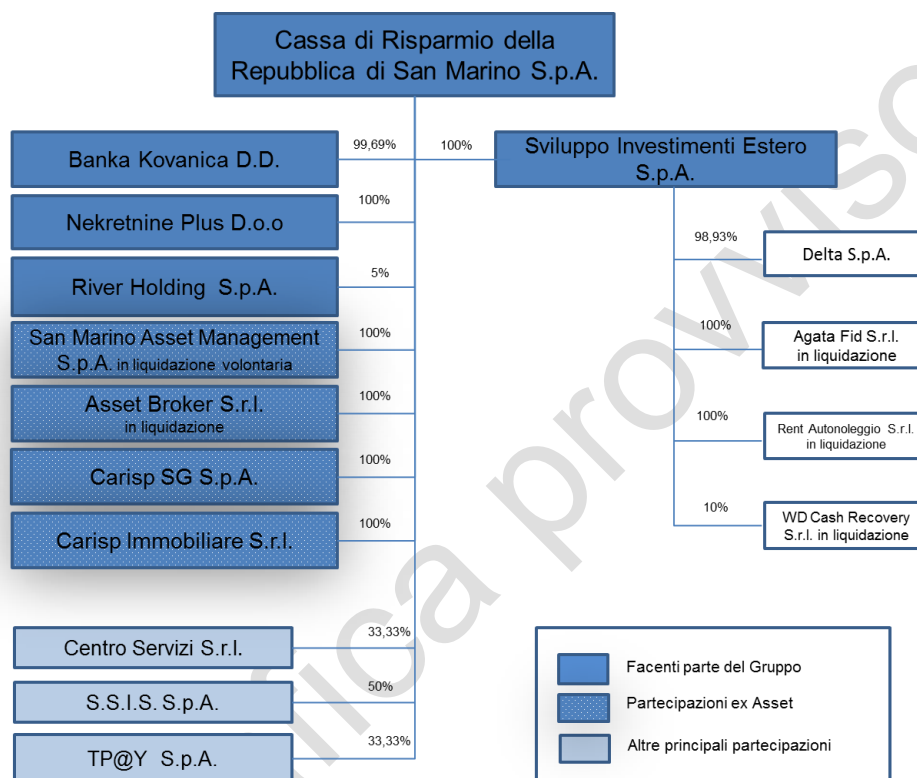 Cassa di Risparmio della
Repubblica di San Marino S.p.A.
99,69%
100%
Banka Kovanica D.D.
Sviluppo Investimenti Estero
S.p.A.
100%
Nekretnine Plus D.o.o
98,93%
Delta S.p.A.
5%
River Holding S.p.A.
100%
San Marino Asset Management
S.p.A. in liquidazione volontaria
100%
Agata Fid S.r.l.
in liquidazione
100%
Asset Broker S.r.l.
in liquidazione
100%
Rent Autonoleggio S.r.l.
in liquidazione
100%
Carisp SG S.p.A.
10%
WD Cash Recovery
S.r.l. in liquidazione
100%
Carisp Immobiliare S.r.l.
33,33%
Centro Servizi S.r.l.
50%
S.S.I.S. S.p.A.
33,33%
TP@Y S.p.A.
Facenti parte del Gruppo
Partecipazioni ex Asset
Altre principali partecipazioni